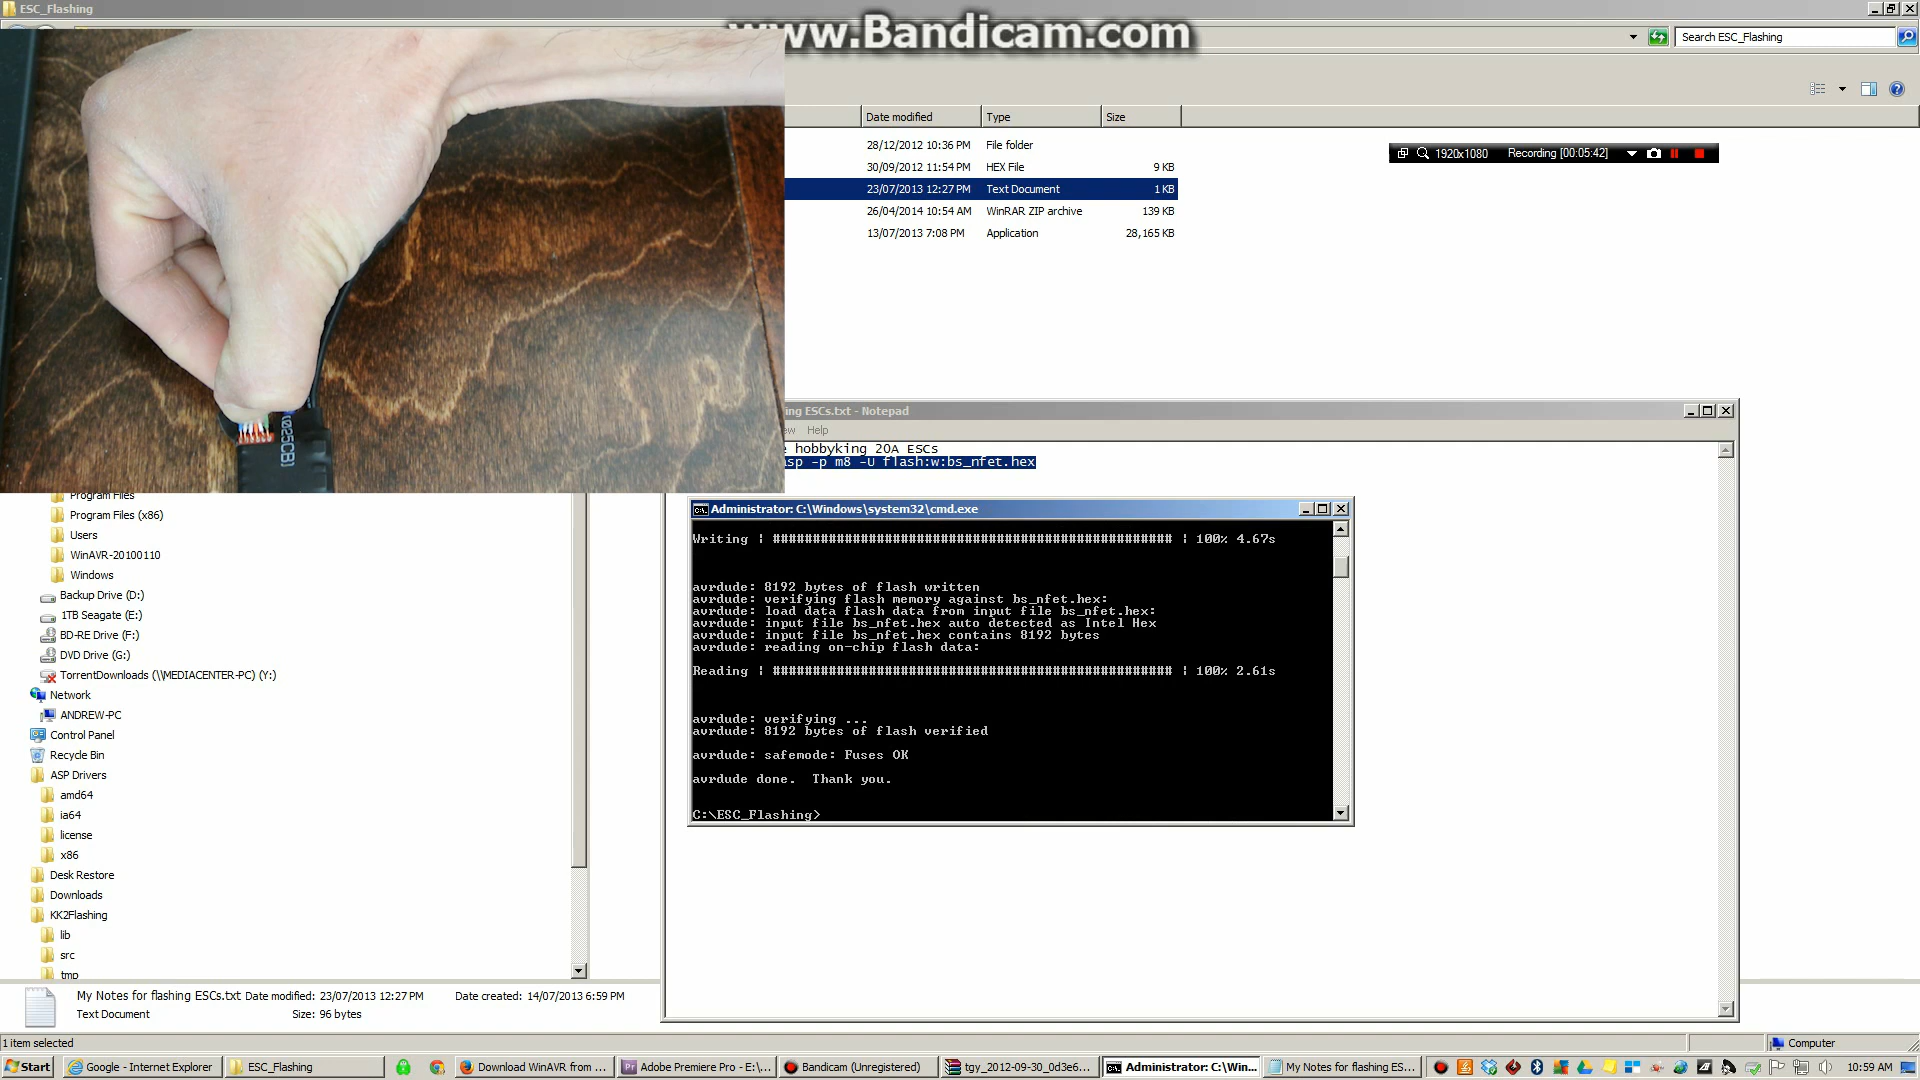 ESC_Flashing
www.Bandicam.com
Search ESC_Flashing
Date modified Type Size
28/12/2012 10:36 PM File folder
30/09/2012 11:54 PM HEX File 9 KB
23/07/2013 12:27 PM Text Document 1 KB
26/04/2014 10:54 AM WinRAR ZIP archive 139 KB
13/07/2013 7:08 PM Application 28,165 KB
1920x1080 Recording [00:05:42]
ing ESCs.txt - Notepad
ew Help
e hobbyking 20A ESCs
asp -p m8 -U flash:w:bs_nfet.hex
Administrator: C:\Windows\system32\cmd.exe
Writing | ################################################## | 100% 4.67s
avrdude: 8192 bytes of flash written
avrdude: verifying flash memory against bs_nfet.hex:
avrdude: load data flash data from input file bs_nfet.hex:
avrdude: input file bs_nfet.hex auto detected as Intel Hex
avrdude: input file bs_nfet.hex contains 8192 bytes
avrdude: reading on-chip flash data:
Reading | ################################################## | 100% 2.61s
avrdude: verifying ...
avrdude: 8192 bytes of flash verified
avrdude: safemode: Fuses OK
avrdude done.  Thank you.
C:\ESC_Flashing>
Program Files
Program Files (x86)
Users
WinAVR-20100110
Windows
Backup Drive (D:)
1TB Seagate (E:)
BD-RE Drive (F:)
DVD Drive (G:)
TorrentDownloads (\\MEDIACENTER-PC) (Y:)
Network
ANDREW-PC
Control Panel
Recycle Bin
ASP Drivers
amd64
ia64
license
x86
Desk Restore
Downloads
KK2Flashing
lib
src
tmp
My Notes for flashing ESCs.txt Date modified: 23/07/2013 12:27 PM Date created: 14/07/2013 6:59 PM
Text Document Size: 96 bytes
1 item selected
Computer
Start Google - Internet Explorer ESC_Flashing Download WinAVR from ... Adobe Premiere Pro - E:\... Bandicam (Unregistered) tgy_2012-09-30_0d3e6... Administrator: C:\Win... My Notes for flashing ES... 10:59 AM